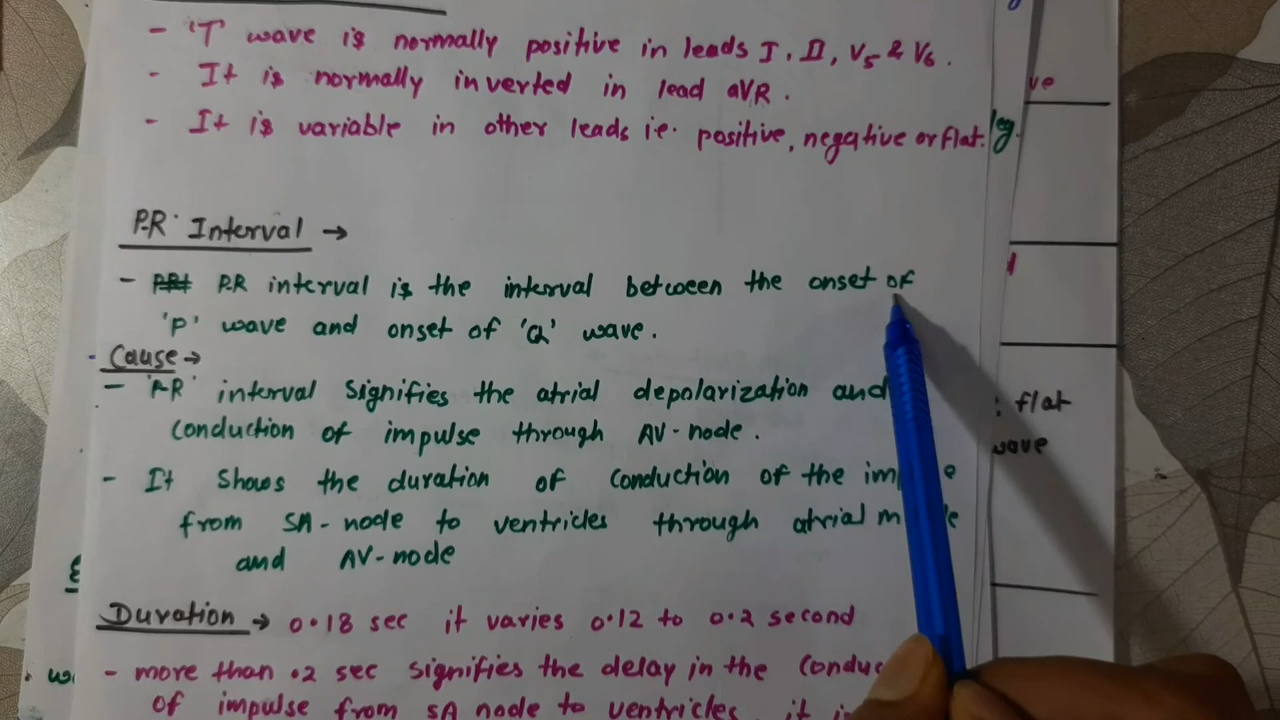 - 'T' wave is normally positive in leads I, II, V5 & V6.
- It is normally inverted in lead aVR.
- It is variable in other leads i.e. positive, negative or flat.
P-R Interval →
- P.R interval is the interval between the onset of
'P' wave and onset of 'Q' wave.
Cause →
- 'P-R' interval signifies the atrial depolarization and
conduction of impulse through AV-node.
- It shows the duration of conduction of the
from SA-node to ventricles through atrial
and AV-node
Duration → 0.18 sec it varies 0.12 to 0.2 second
- more than .2 sec signifies the delay in the
of impulse from SA node to ventricles, it
ve
leg.
: flat
wave